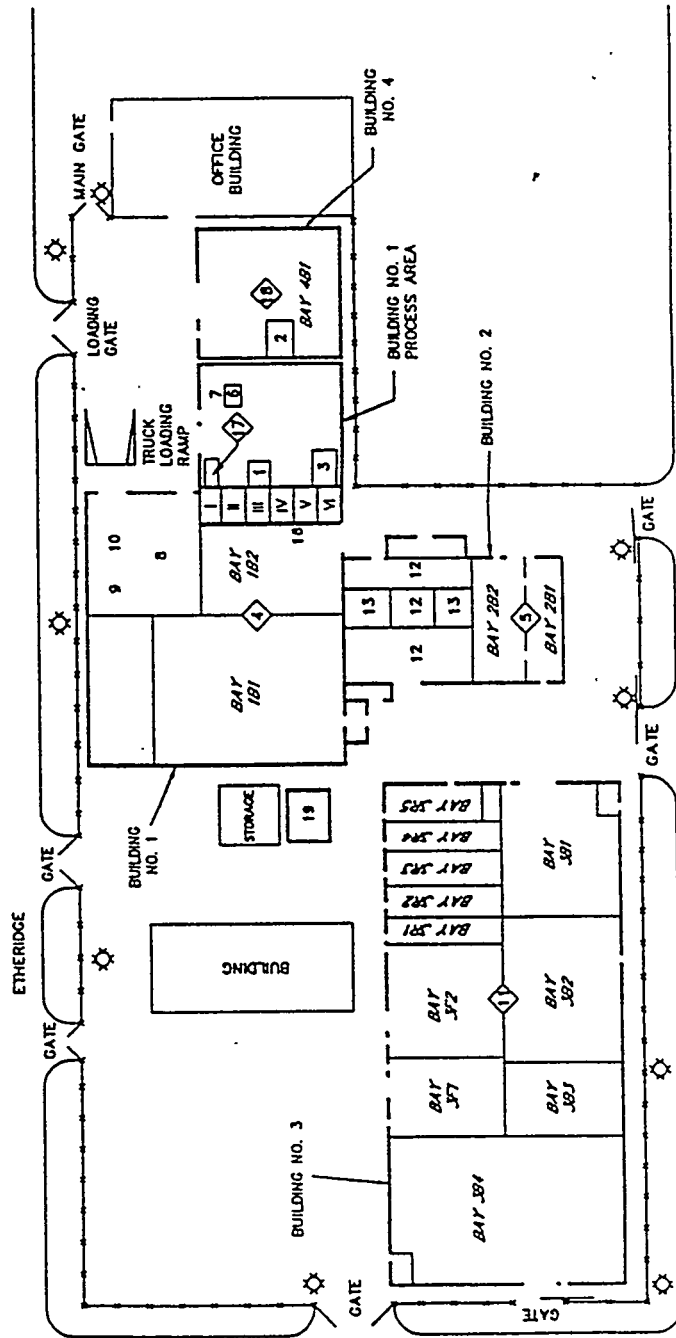 ETHERIDGE
GATE
GATE
LOADING
GATE
MAIN GATE
BUILDING
NO. 1
TRUCK
LOADING
RAMP
OFFICE
BUILDING
BUILDING
NO. 4
BUILDING NO. 1
PROCESS AREA
BUILDING NO. 2
BUILDING NO. 3
BUILDING
STORAGE
19
9
10
8
BAY
1B1
BAY
1B2
4
16
I
II
III
IV
V
VI
17
7
6
1
3
18
2
BAY 4B1
12
13
12
13
12
BAY 2B2
5
BAY 2B1
BAY 3R1
BAY 3R2
BAY 3R3
BAY 3R4
BAY 3R5
BAY
3F7
BAY
3F2
11
BAY 3B4
BAY
3B3
BAY
3B2
BAY
3B1
GATE
GATE
GATE
GATE